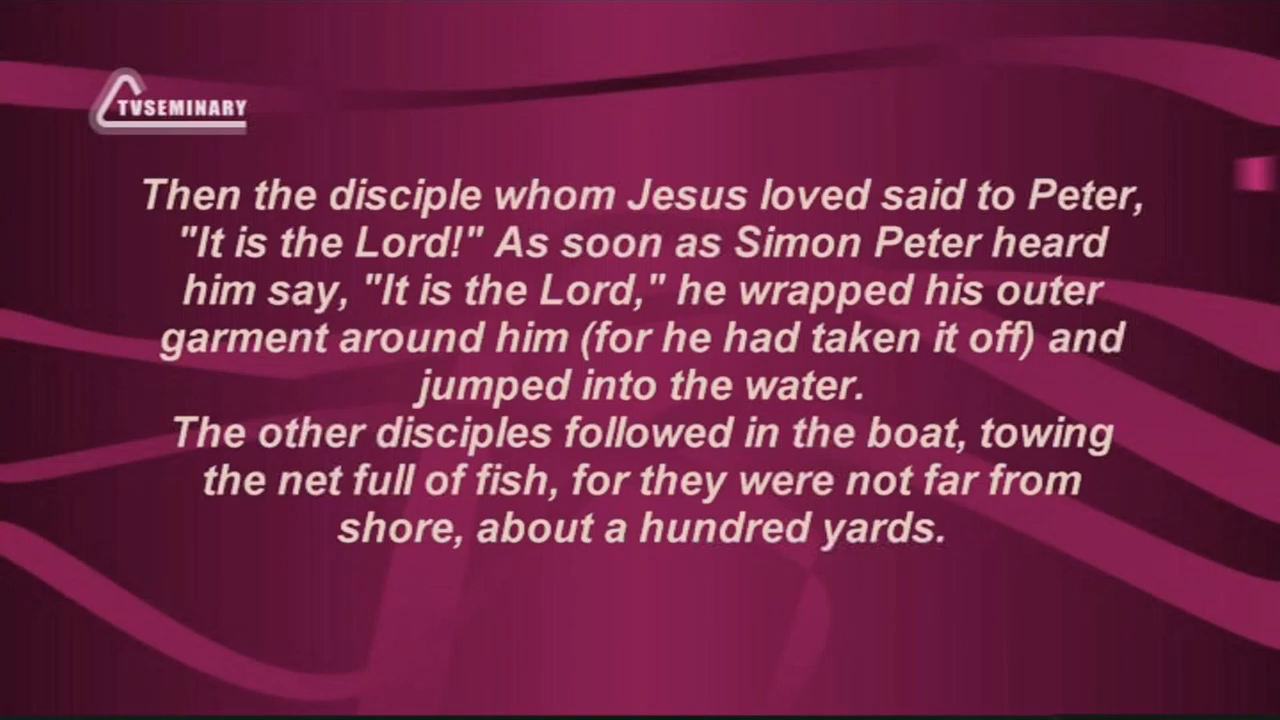 TVSEMINARY
Then the disciple whom Jesus loved said to Peter,
"It is the Lord!" As soon as Simon Peter heard
him say, "It is the Lord," he wrapped his outer
garment around him (for he had taken it off) and
jumped into the water.
The other disciples followed in the boat, towing
the net full of fish, for they were not far from
shore, about a hundred yards.